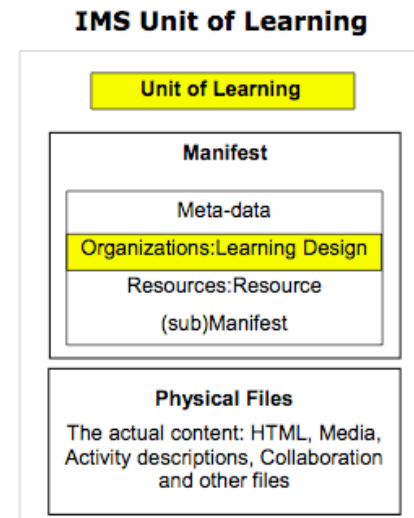 IMS Unit of Learning
Unit of Learning
Manifest
Meta-data
Organizations:Learning Design
Resources:Resource
(sub)Manifest
Physical Files
The actual content: HTML, Media,
Activity descriptions, Collaboration
and other files